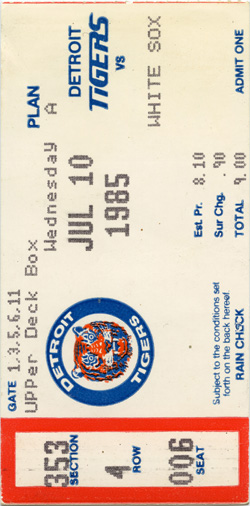 GATE 1,3,5,6,11
UPPer Deck Box
PLAN
Wednesday A
JUL 10
1985
DETROIT
TIGERS
VS
WHITE SOX
Est. Pr. 8.10
Sur Chg. .90
TOTAL 9.00
ADMIT ONE
Subject to the conditions set
forth on the back hereof.
RAIN CHECK
DETROIT
TIGERS
353
SECTION
4
ROW
006
SEAT